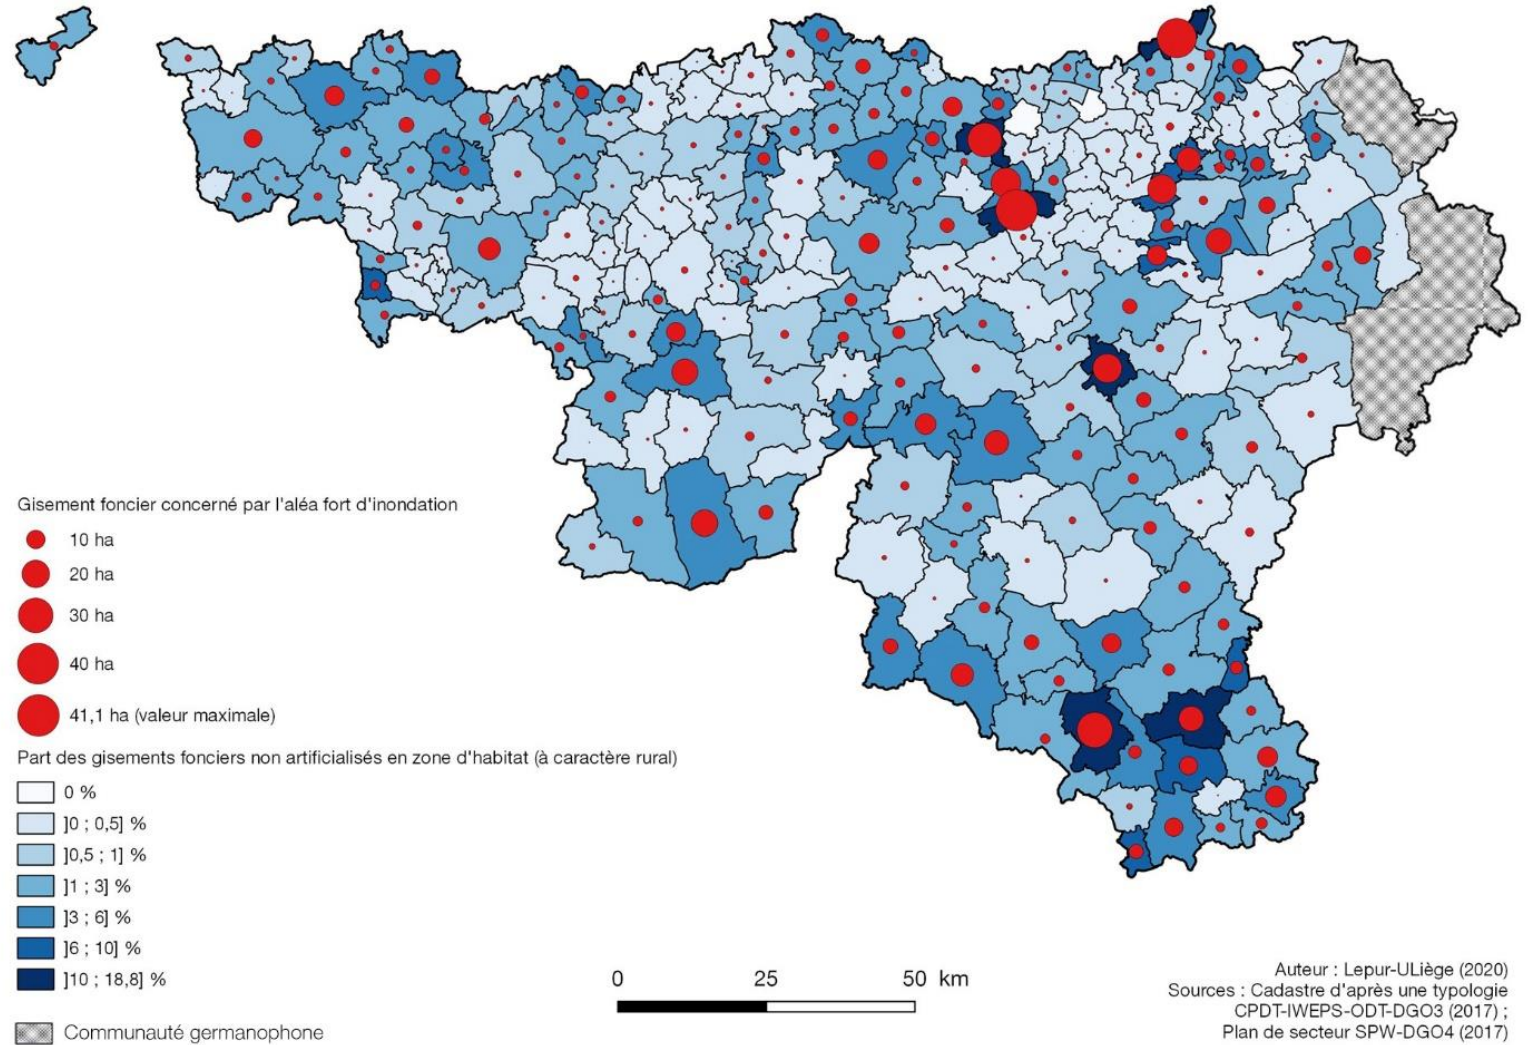 Gisement foncier concerné par l'aléa fort d'inondation
10 ha
20 ha
30 ha
40 ha
41,1 ha (valeur maximale)
Part des gisements fonciers non artificialisés en zone d'habitat (à caractère rural)
0 %
]0 ; 0,5] %
]0,5 ; 1] %
]1 ; 3] %
]3 ; 6] %
]6 ; 10] %
]10 ; 18,8] %
Communauté germanophone
0 25 50 km
Auteur : Lepur-ULiège (2020)
Sources : Cadastre d'après une typologie
CPDT-IWEPS-ODT-DGO3 (2017) ;
Plan de secteur SPW-DGO4 (2017)